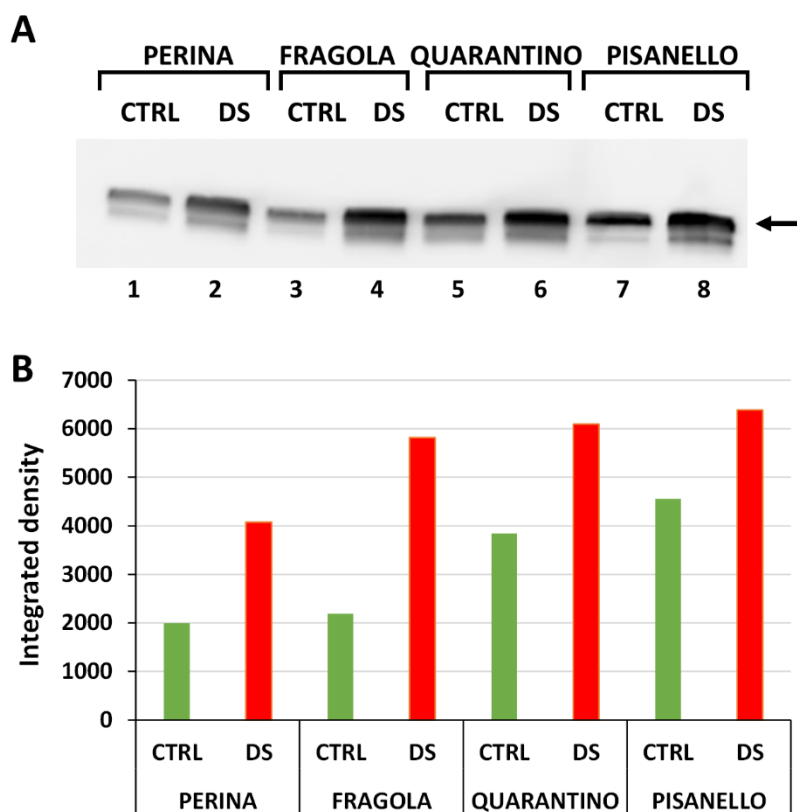 A
PERINA FRAGOLA QUARANTINO PISANELLO
CTRL DS CTRL DS CTRL DS CTRL DS
1 2 3 4 5 6 7 8
B
Integrated density
7000
6000
5000
4000
3000
2000
1000
0
CTRL DS CTRL DS CTRL DS CTRL DS
PERINA FRAGOLA QUARANTINO PISANELLO